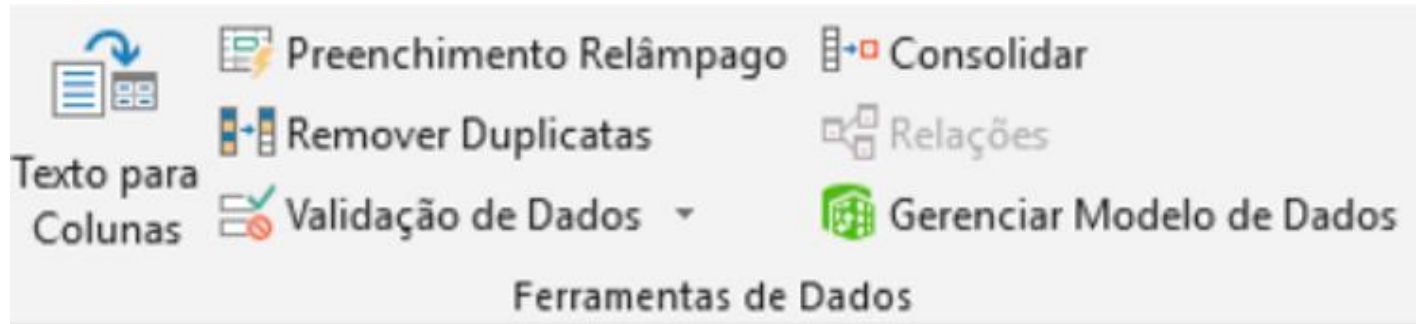 Texto para
Colunas
Preenchimento Relâmpago
Remover Duplicatas
Validação de Dados
Consolidar
Relações
Gerenciar Modelo de Dados
Ferramentas de Dados